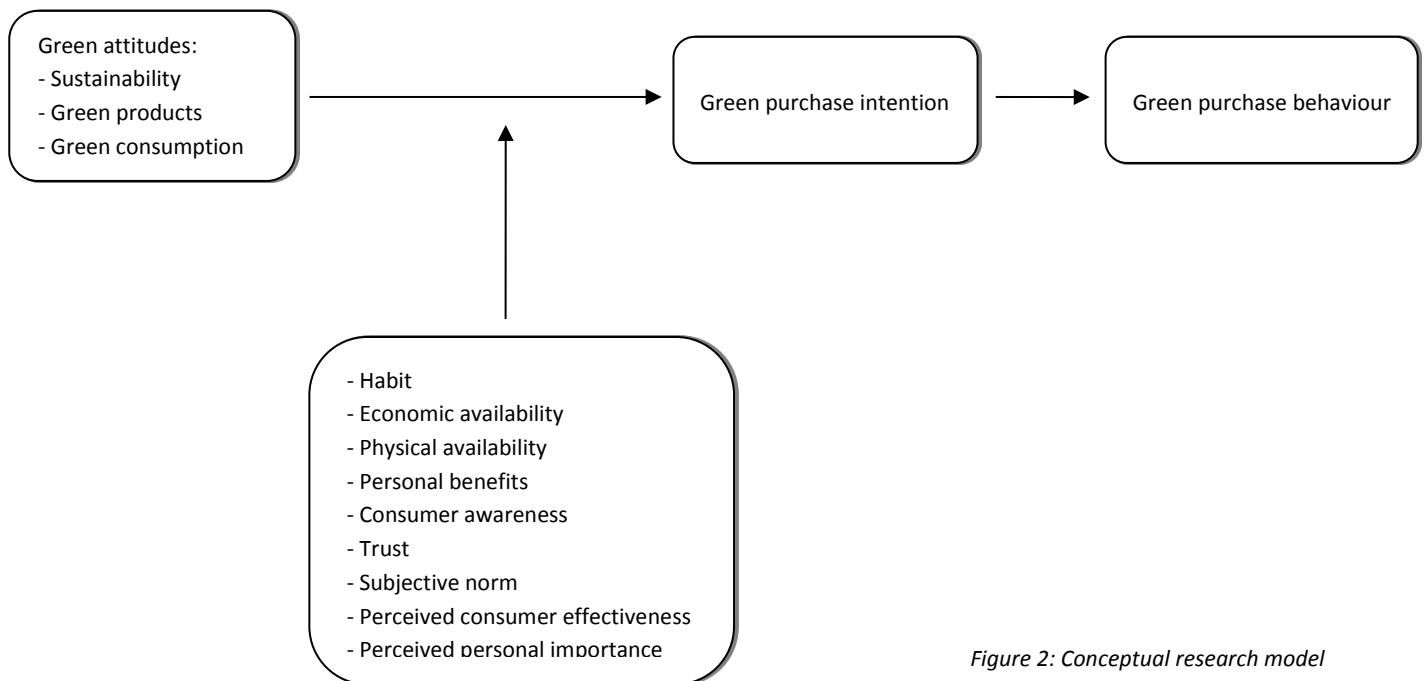 Green attitudes:
- Sustainability
- Green products
- Green consumption
Green purchase intention
Green purchase behaviour
- Habit
- Economic availability
- Physical availability
- Personal benefits
- Consumer awareness
- Trust
- Subjective norm
- Perceived consumer effectiveness
- Perceived personal importance
Figure 2: Conceptual research model